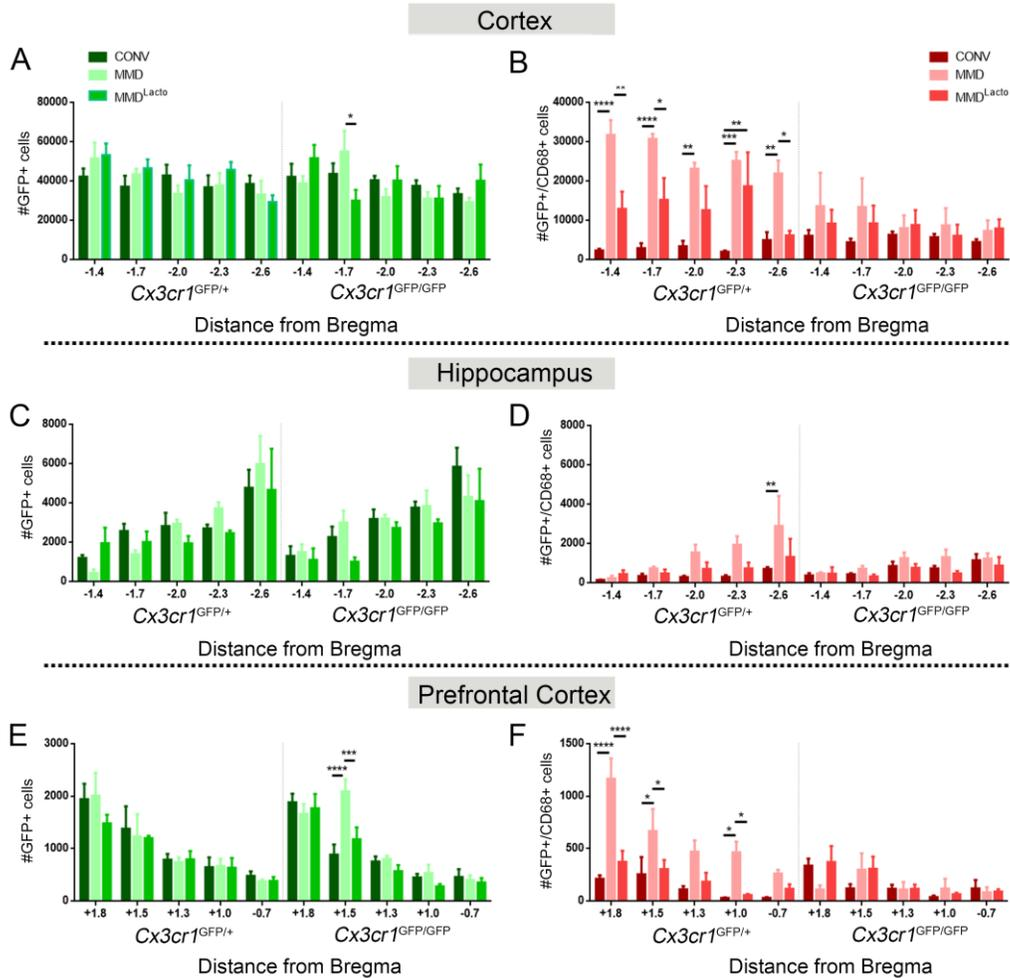 Cortex
A
CONV
MMD
MMD^Lacto
#GFP+ cells
80000
60000
40000
20000
0
*
-1.4 -1.7 -2.0 -2.3 -2.6 -1.4 -1.7 -2.0 -2.3 -2.6
Cx3cr1^GFP/+ Cx3cr1^GFP/GFP
Distance from Bregma
B
CONV
MMD
MMD^Lacto
#GFP+/CD68+ cells
40000
30000
20000
10000
0
**** ** **** * ** *** ** ** *
-1.4 -1.7 -2.0 -2.3 -2.6 -1.4 -1.7 -2.0 -2.3 -2.6
Cx3cr1^GFP/+ Cx3cr1^GFP/GFP
Distance from Bregma
Hippocampus
C
#GFP+ cells
8000
6000
4000
2000
0
-1.4 -1.7 -2.0 -2.3 -2.6 -1.4 -1.7 -2.0 -2.3 -2.6
Cx3cr1^GFP/+ Cx3cr1^GFP/GFP
Distance from Bregma
D
#GFP+/CD68+ cells
8000
6000
4000
2000
0
**
-1.4 -1.7 -2.0 -2.3 -2.6 -1.4 -1.7 -2.0 -2.3 -2.6
Cx3cr1^GFP/+ Cx3cr1^GFP/GFP
Distance from Bregma
Prefrontal Cortex
E
#GFP+ cells
3000
2000
1000
0
**** ***
+1.8 +1.5 +1.3 +1.0 -0.7 +1.8 +1.5 +1.3 +1.0 -0.7
Cx3cr1^GFP/+ Cx3cr1^GFP/GFP
Distance from Bregma
F
#GFP+/CD68+ cells
1500
1000
500
0
**** **** * * * *
+1.8 +1.5 +1.3 +1.0 -0.7 +1.8 +1.5 +1.3 +1.0 -0.7
Cx3cr1^GFP/+ Cx3cr1^GFP/GFP
Distance from Bregma